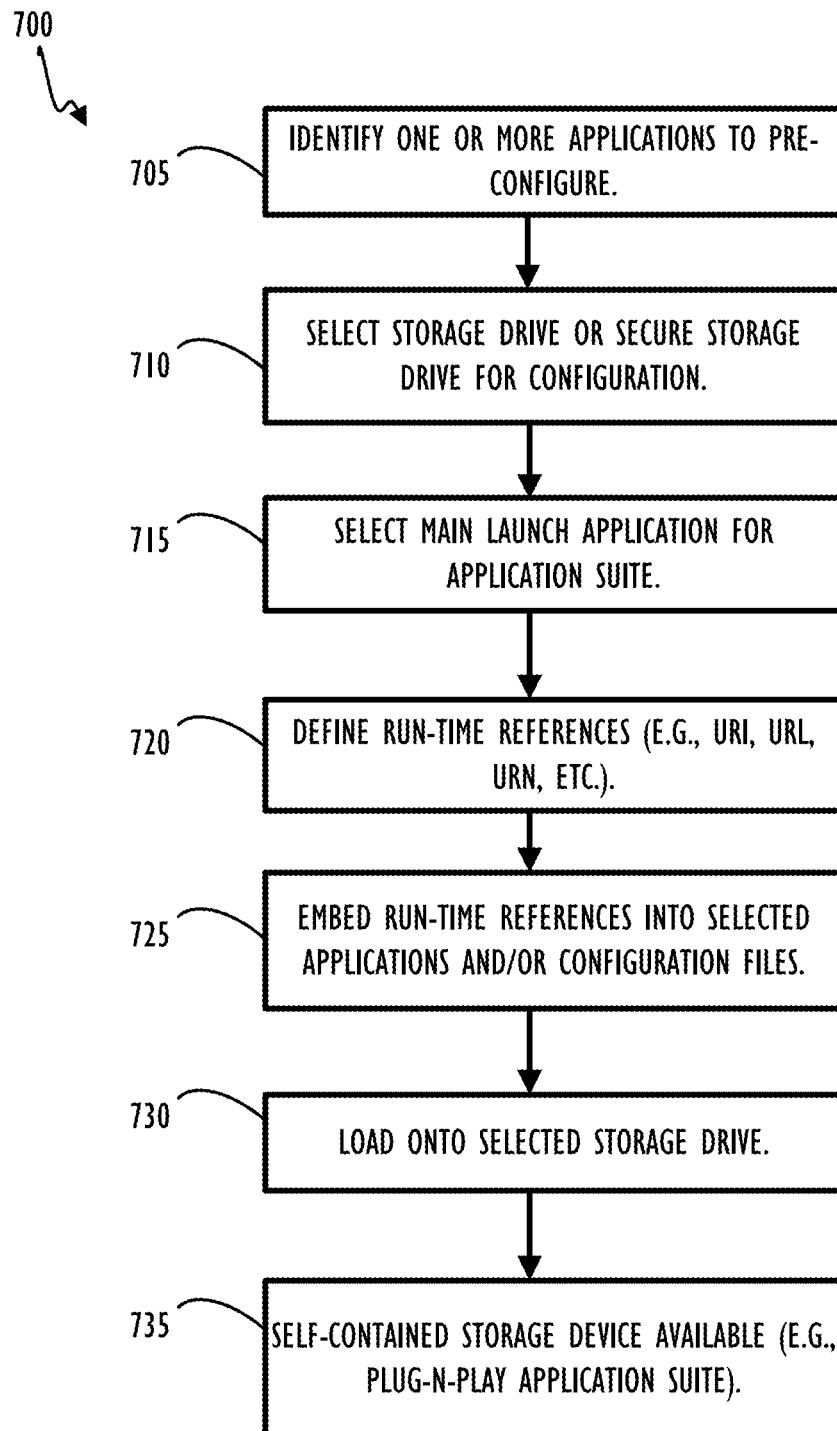 700
705
IDENTIFY ONE OR MORE APPLICATIONS TO PRE-
CONFIGURE.
710
SELECT STORAGE DRIVE OR SECURE STORAGE
DRIVE FOR CONFIGURATION.
715
SELECT MAIN LAUNCH APPLICATION FOR
APPLICATION SUITE.
720
DEFINE RUN-TIME REFERENCES (E.G., URI, URL,
URN, ETC.).
725
EMBED RUN-TIME REFERENCES INTO SELECTED
APPLICATIONS AND/OR CONFIGURATION FILES.
730
LOAD ONTO SELECTED STORAGE DRIVE.
735
SELF-CONTAINED STORAGE DEVICE AVAILABLE (E.G.,
PLUG-N-PLAY APPLICATION SUITE).